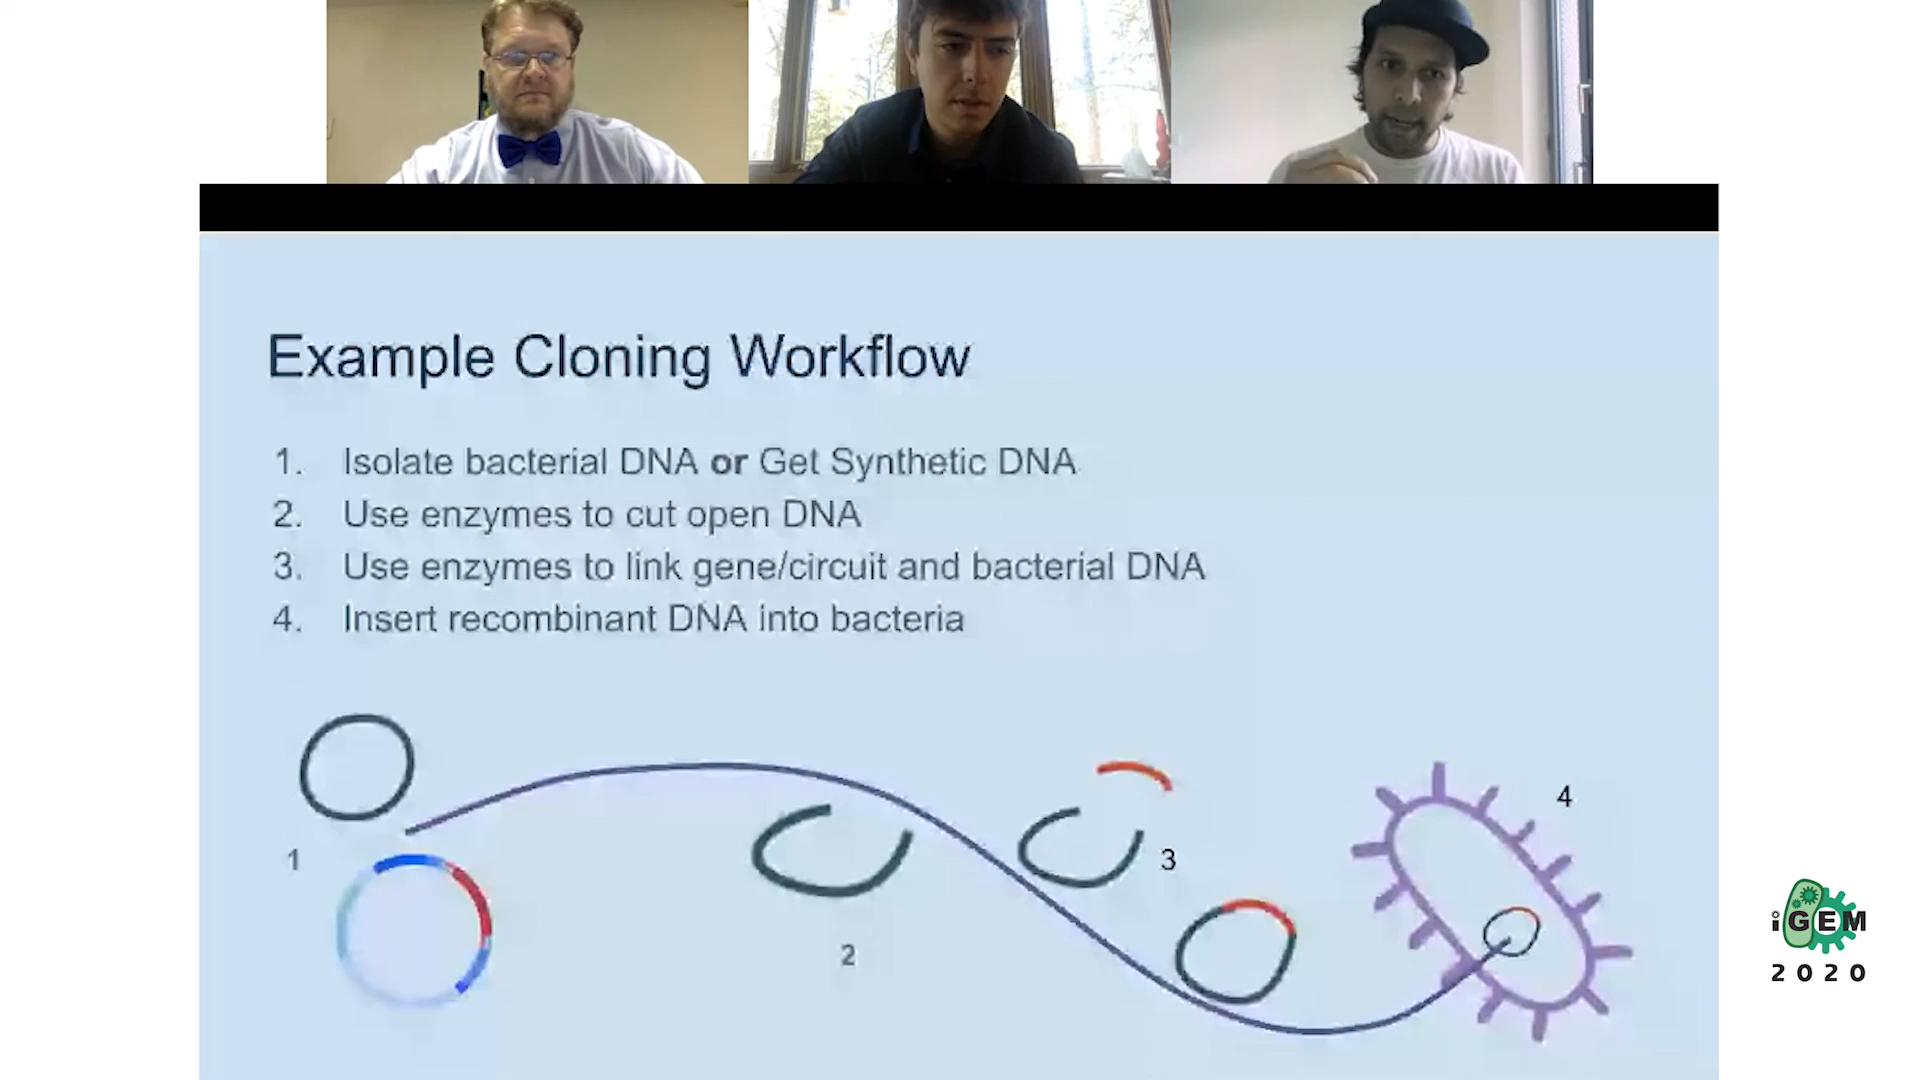 Example Cloning Workflow
1. Isolate bacterial DNA or Get Synthetic DNA
2. Use enzymes to cut open DNA
3. Use enzymes to link gene/circuit and bacterial DNA
4. Insert recombinant DNA into bacteria
4
1
3
2
iGEM
2020